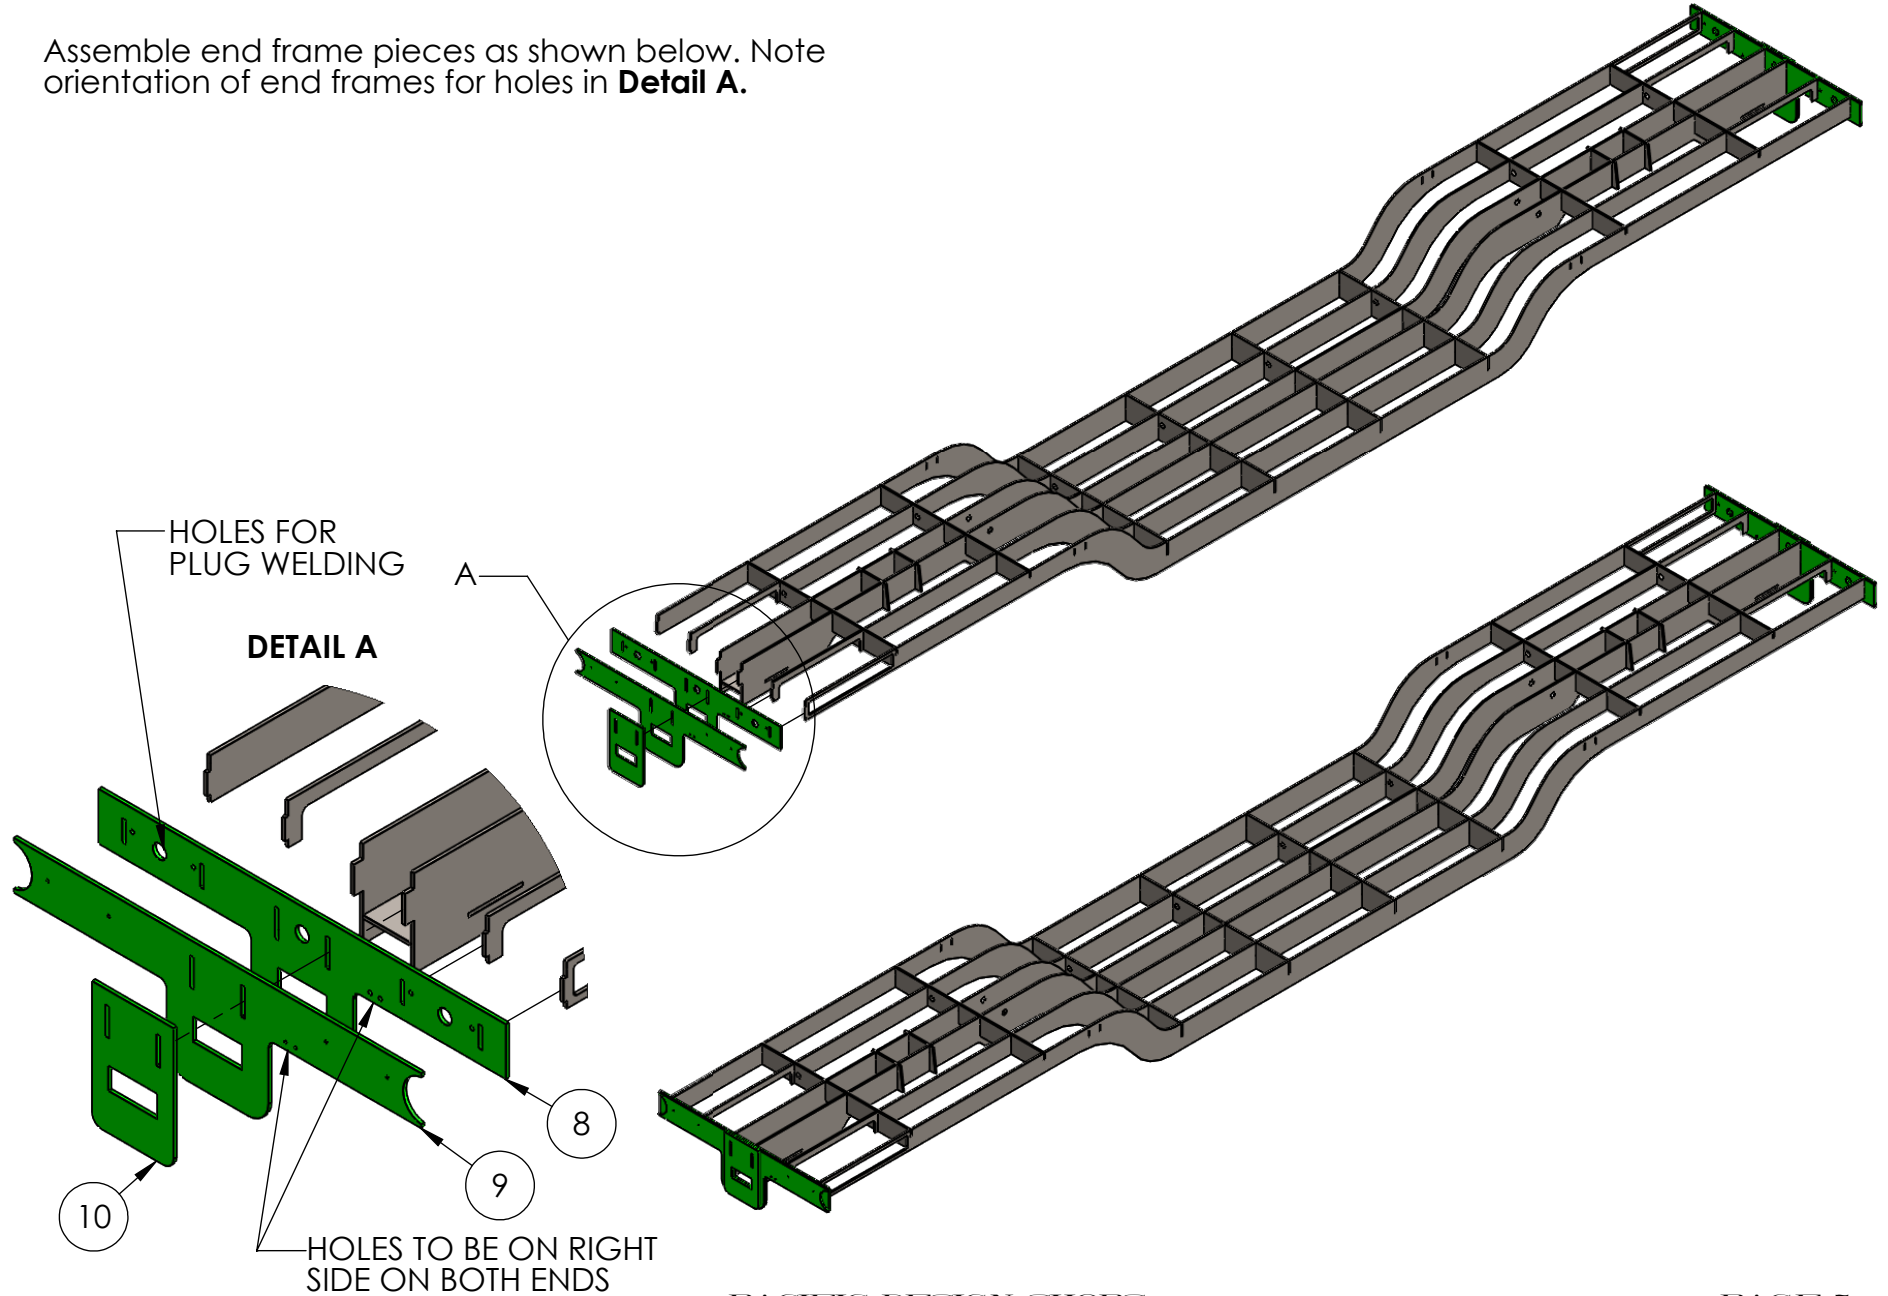 Assemble end frame pieces as shown below. Note
orientation of end frames for holes in Detail A.
HOLES FOR
PLUG WELDING
A
DETAIL A
8
9
10
HOLES TO BE ON RIGHT
SIDE ON BOTH ENDS